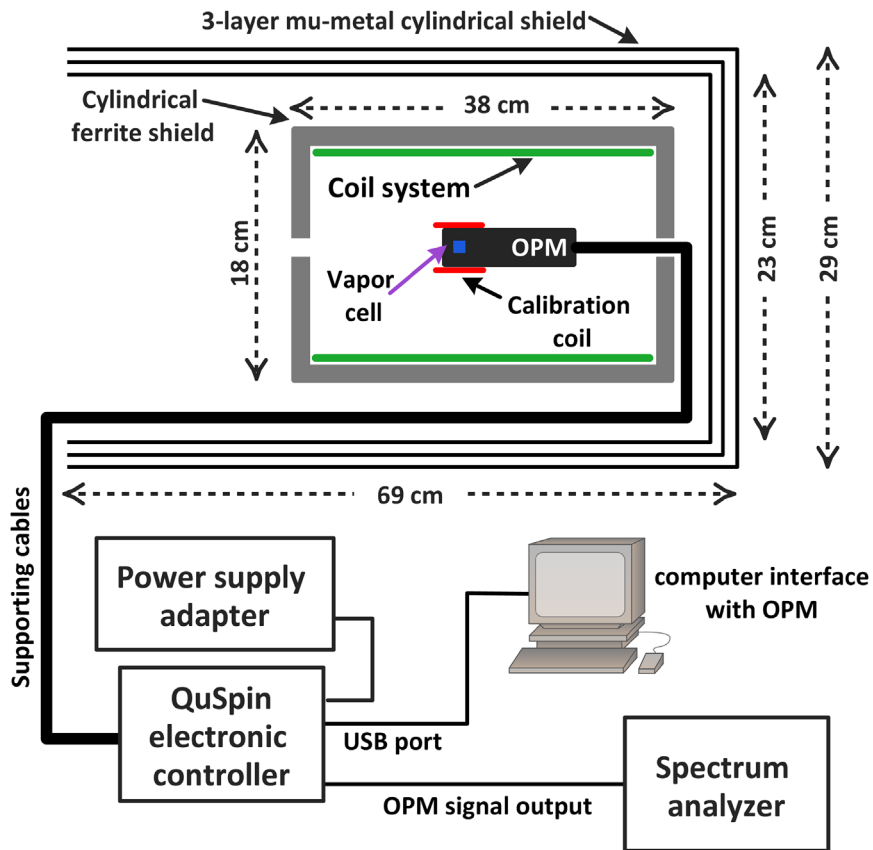 3-layer mu-metal cylindrical shield
Cylindrical
ferrite shield
38 cm
Coil system
18 cm
OPM
Vapor
cell
Calibration
coil
23 cm
29 cm
69 cm
Supporting cables
Power supply
adapter
computer interface
with OPM
QuSpin
electronic
controller
USB port
OPM signal output
Spectrum
analyzer